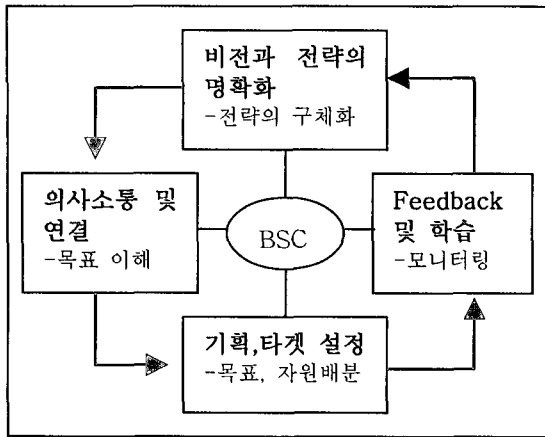 비전과 전략의
명확화
-전략의 구체화
의사소통 및
연결
-목표 이해
BSC
Feedback
및 학습
-모니터링
기획,타겟 설정
-목표, 자원배분